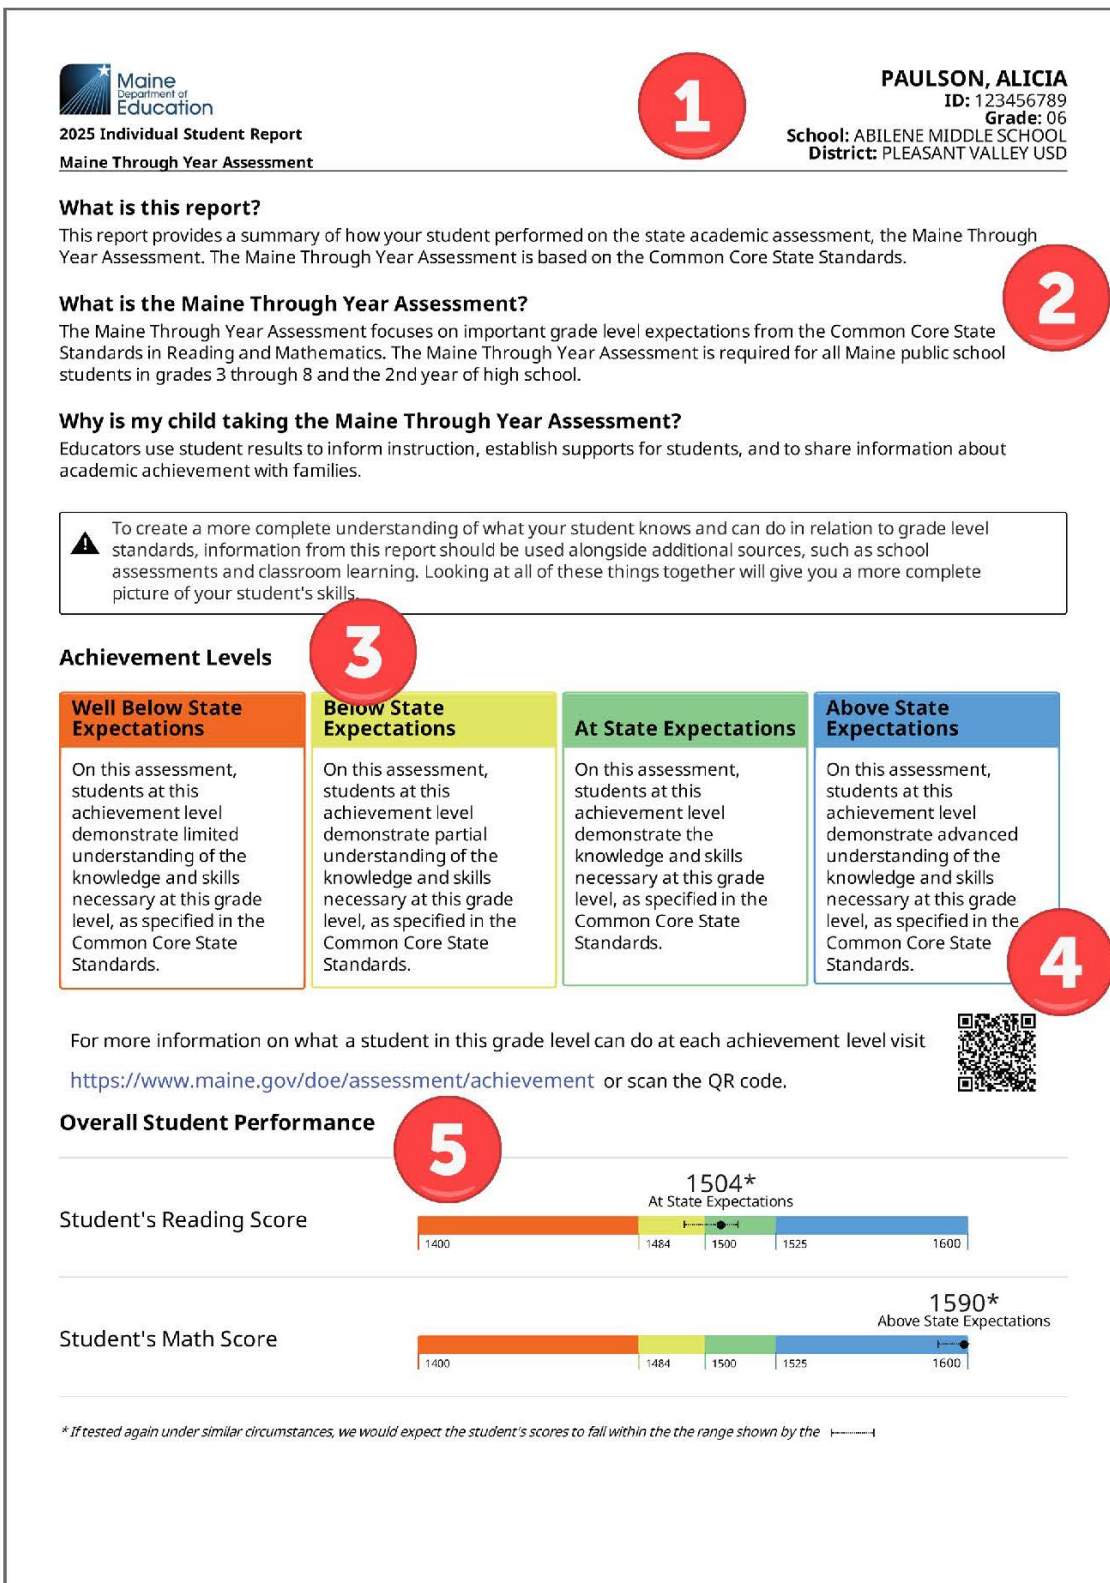 Maine
Department of
Education
2025 Individual Student Report
Maine Through Year Assessment
1
PAULSON, ALICIA
ID: 123456789
Grade: 06
School: ABILENE MIDDLE SCHOOL
District: PLEASANT VALLEY USD
What is this report?
This report provides a summary of how your student performed on the state academic assessment, the Maine Through
Year Assessment. The Maine Through Year Assessment is based on the Common Core State Standards.
2
What is the Maine Through Year Assessment?
The Maine Through Year Assessment focuses on important grade level expectations from the Common Core State
Standards in Reading and Mathematics. The Maine Through Year Assessment is required for all Maine public school
students in grades 3 through 8 and the 2nd year of high school.
Why is my child taking the Maine Through Year Assessment?
Educators use student results to inform instruction, establish supports for students, and to share information about
academic achievement with families.
To create a more complete understanding of what your student knows and can do in relation to grade level
standards, information from this report should be used alongside additional sources, such as school
assessments and classroom learning. Looking at all of these things together will give you a more complete
picture of your student's skills.
Achievement Levels
3
Well Below State
Expectations
On this assessment,
students at this
achievement level
demonstrate limited
understanding of the
knowledge and skills
necessary at this grade
level, as specified in the
Common Core State
Standards.
Below State
Expectations
On this assessment,
students at this
achievement level
demonstrate partial
understanding of the
knowledge and skills
necessary at this grade
level, as specified in the
Common Core State
Standards.
At State Expectations
On this assessment,
students at this
achievement level
demonstrate the
knowledge and skills
necessary at this grade
level, as specified in the
Common Core State
Standards.
Above State
Expectations
On this assessment,
students at this
achievement level
demonstrate advanced
understanding of the
knowledge and skills
necessary at this grade
level, as specified in the
Common Core State
Standards.
4
For more information on what a student in this grade level can do at each achievement level visit
https://www.maine.gov/doe/assessment/achievement or scan the QR code.
Overall Student Performance
5
Student's Reading Score
1504*
At State Expectations
1400 1484 1500 1525 1600
Student's Math Score
1590*
Above State Expectations
1400 1484 1500 1525 1600
* If tested again under similar circumstances, we would expect the student's scores to fall within the the range shown by the